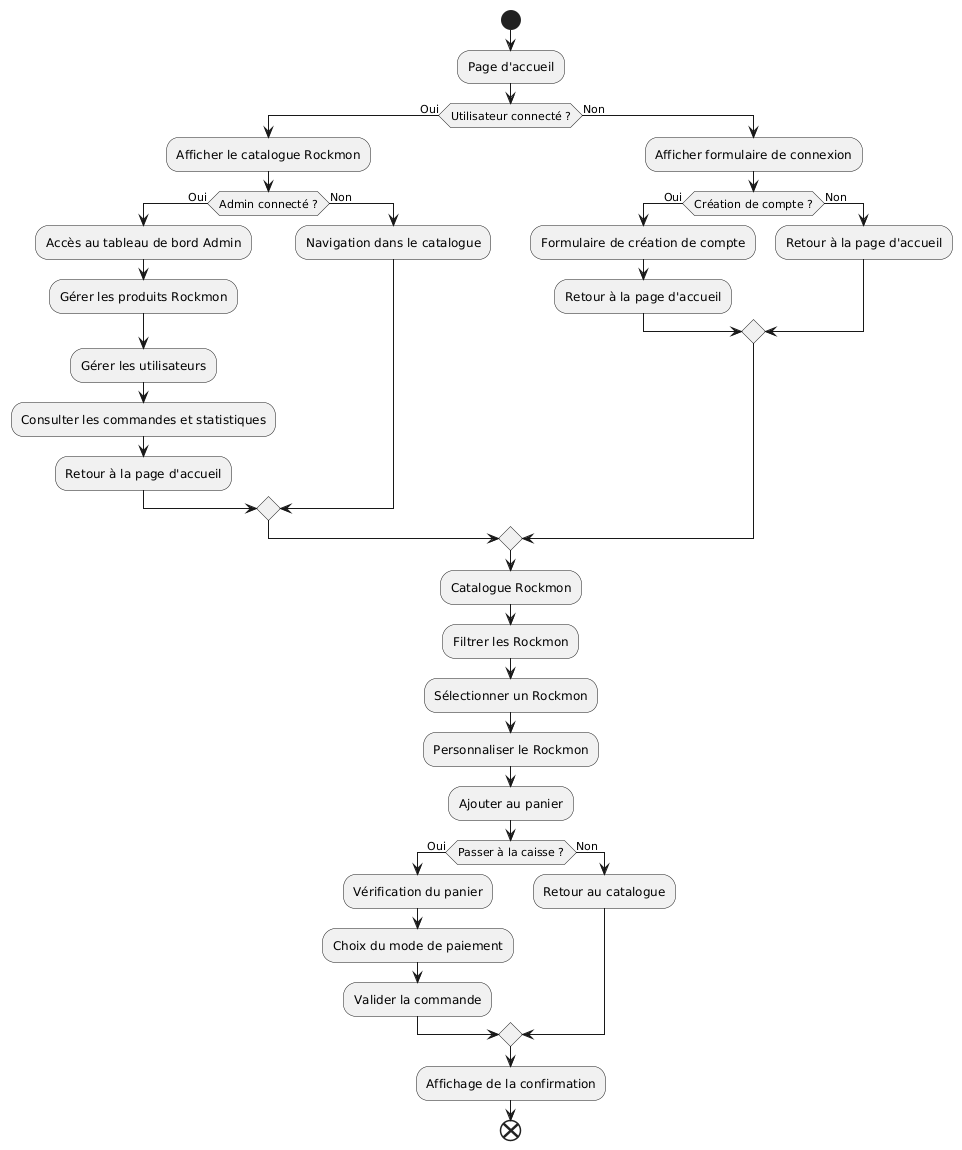 Page d'accueil
Oui
Utilisateur connecté ?
Non
Afficher le catalogue Rockmon
Afficher formulaire de connexion
Oui
Admin connecté ?
Non
Oui
Création de compte ?
Non
Accès au tableau de bord Admin
Navigation dans le catalogue
Formulaire de création de compte
Retour à la page d'accueil
Gérer les produits Rockmon
Retour à la page d'accueil
Gérer les utilisateurs
Consulter les commandes et statistiques
Retour à la page d'accueil
Catalogue Rockmon
Filtrer les Rockmon
Sélectionner un Rockmon
Personnaliser le Rockmon
Ajouter au panier
Oui
Passer à la caisse ?
Non
Vérification du panier
Retour au catalogue
Choix du mode de paiement
Valider la commande
Affichage de la confirmation